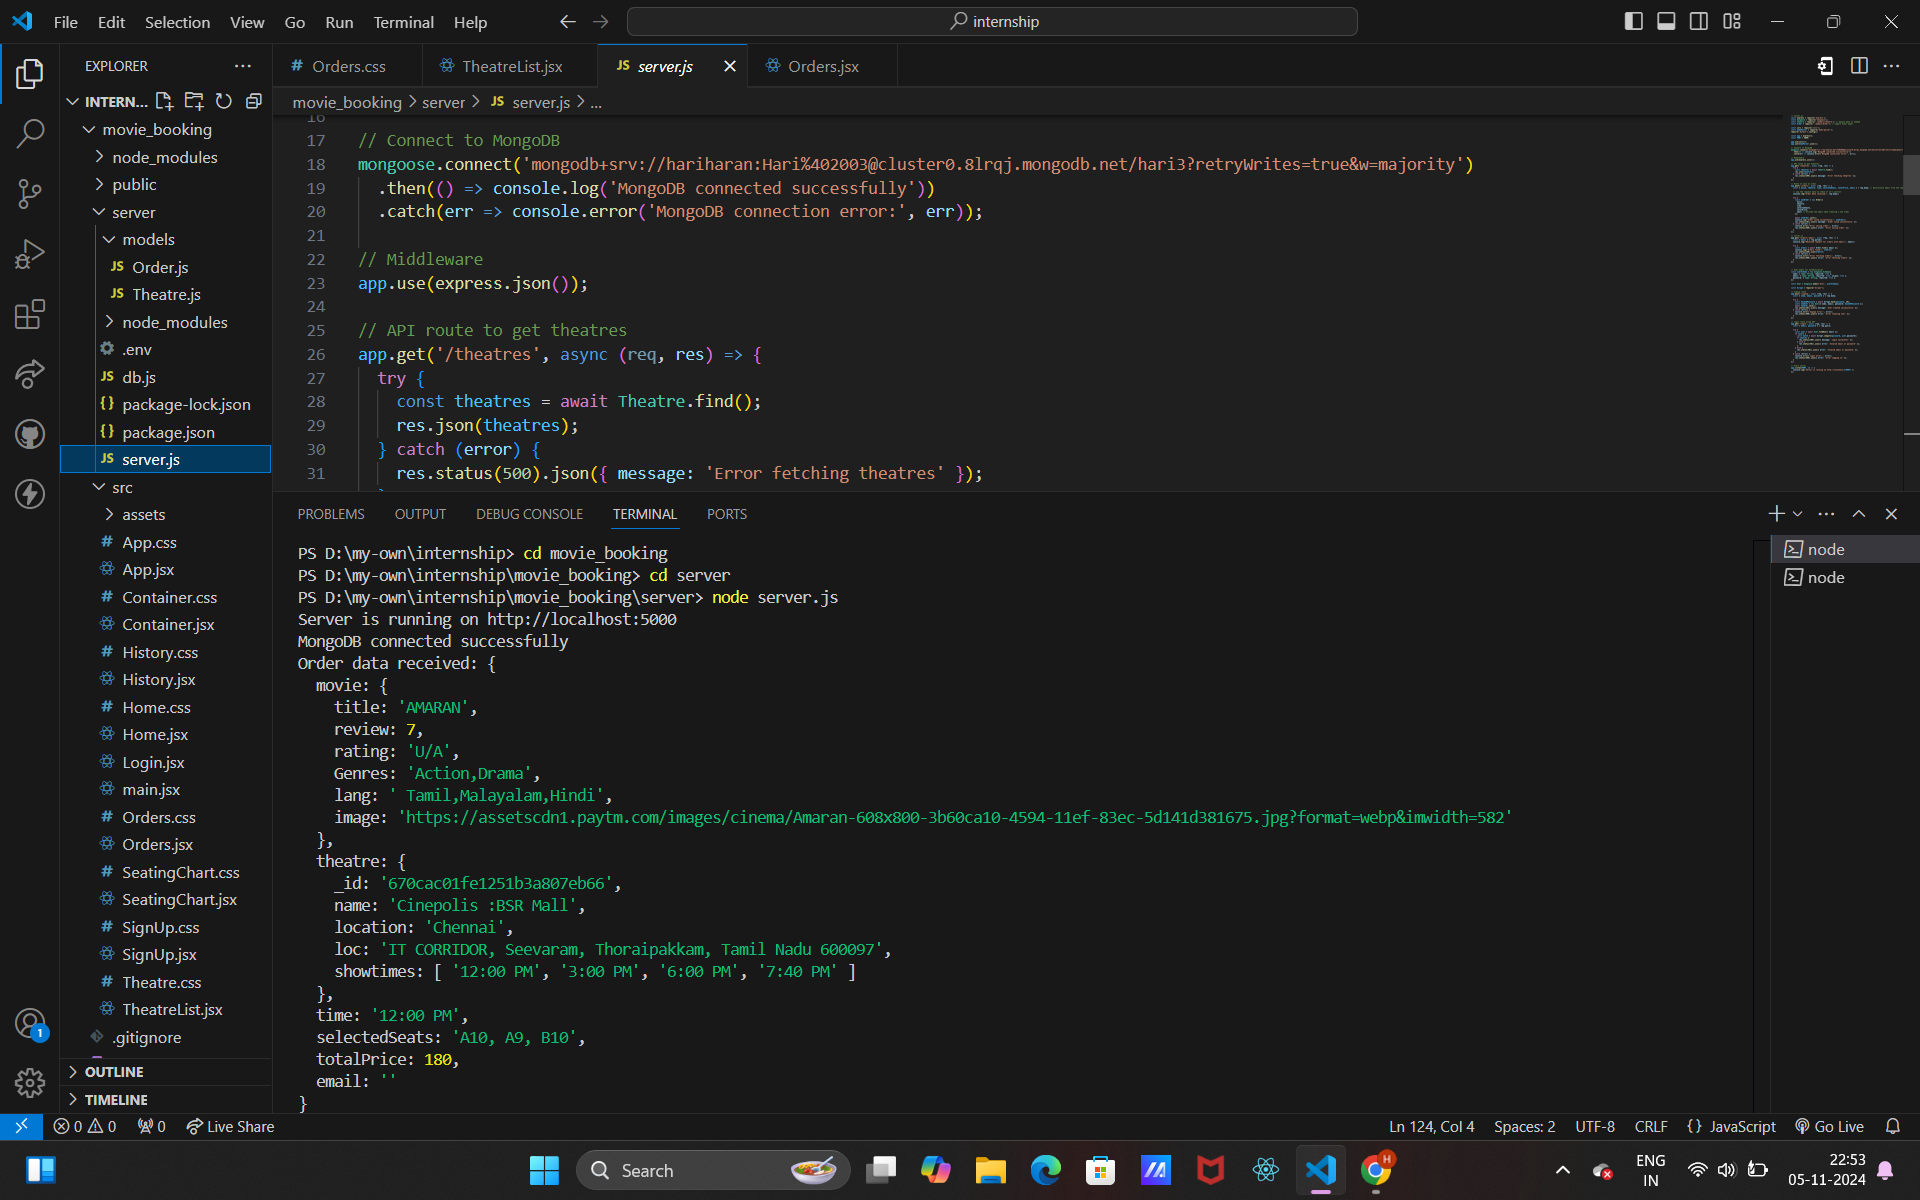 File Edit Selection View Go Run Terminal Help
internship
EXPLORER
INTERN...
movie_booking
node_modules
public
server
models
JS Order.js
JS Theatre.js
node_modules
.env
JS db.js
{} package-lock.json
{} package.json
JS server.js
src
assets
# App.css
App.jsx
# Container.css
Container.jsx
# History.css
History.jsx
# Home.css
Home.jsx
Login.jsx
main.jsx
# Orders.css
Orders.jsx
# SeatingChart.css
SeatingChart.jsx
# SignUp.css
SignUp.jsx
# Theatre.css
TheatreList.jsx
.gitignore
OUTLINE
TIMELINE
# Orders.css
TheatreList.jsx
JS server.js
Orders.jsx
movie_booking > server > JS server.js > ...
16
17 // Connect to MongoDB
18 mongoose.connect('mongodb+srv://hariharan:Hari%402003@cluster0.8lrqj.mongodb.net/hari3?retryWrites=true&w=majority')
19 .then(() => console.log('MongoDB connected successfully'))
20 .catch(err => console.error('MongoDB connection error:', err));
21
22 // Middleware
23 app.use(express.json());
24
25 // API route to get theatres
26 app.get('/theatres', async (req, res) => {
27 try {
28 const theatres = await Theatre.find();
29 res.json(theatres);
30 } catch (error) {
31 res.status(500).json({ message: 'Error fetching theatres' });
PROBLEMS OUTPUT DEBUG CONSOLE TERMINAL PORTS
node
node
PS D:\my-own\internship> cd movie_booking
PS D:\my-own\internship\movie_booking> cd server
PS D:\my-own\internship\movie_booking\server> node server.js
Server is running on http://localhost:5000
MongoDB connected successfully
Order data received: {
movie: {
title: 'AMARAN',
review: 7,
rating: 'U/A',
Genres: 'Action,Drama',
lang: ' Tamil,Malayalam,Hindi',
image: 'https://assetscdn1.paytm.com/images/cinema/Amaran-608x800-3b60ca10-4594-11ef-83ec-5d141d381675.jpg?format=webp&imwidth=582'
},
theatre: {
_id: '670cac01fe1251b3a807eb66',
name: 'Cinepolis :BSR Mall',
location: 'Chennai',
loc: 'IT CORRIDOR, Seevaram, Thoraipakkam, Tamil Nadu 600097',
showtimes: [ '12:00 PM', '3:00 PM', '6:00 PM', '7:40 PM' ]
},
time: '12:00 PM',
selectedSeats: 'A10, A9, B10',
totalPrice: 180,
email: ''
}
1
0 0 0 Live Share
Ln 124, Col 4 Spaces: 2 UTF-8 CRLF {} JavaScript Go Live
Search
H
ENG
IN
22:53
05-11-2024